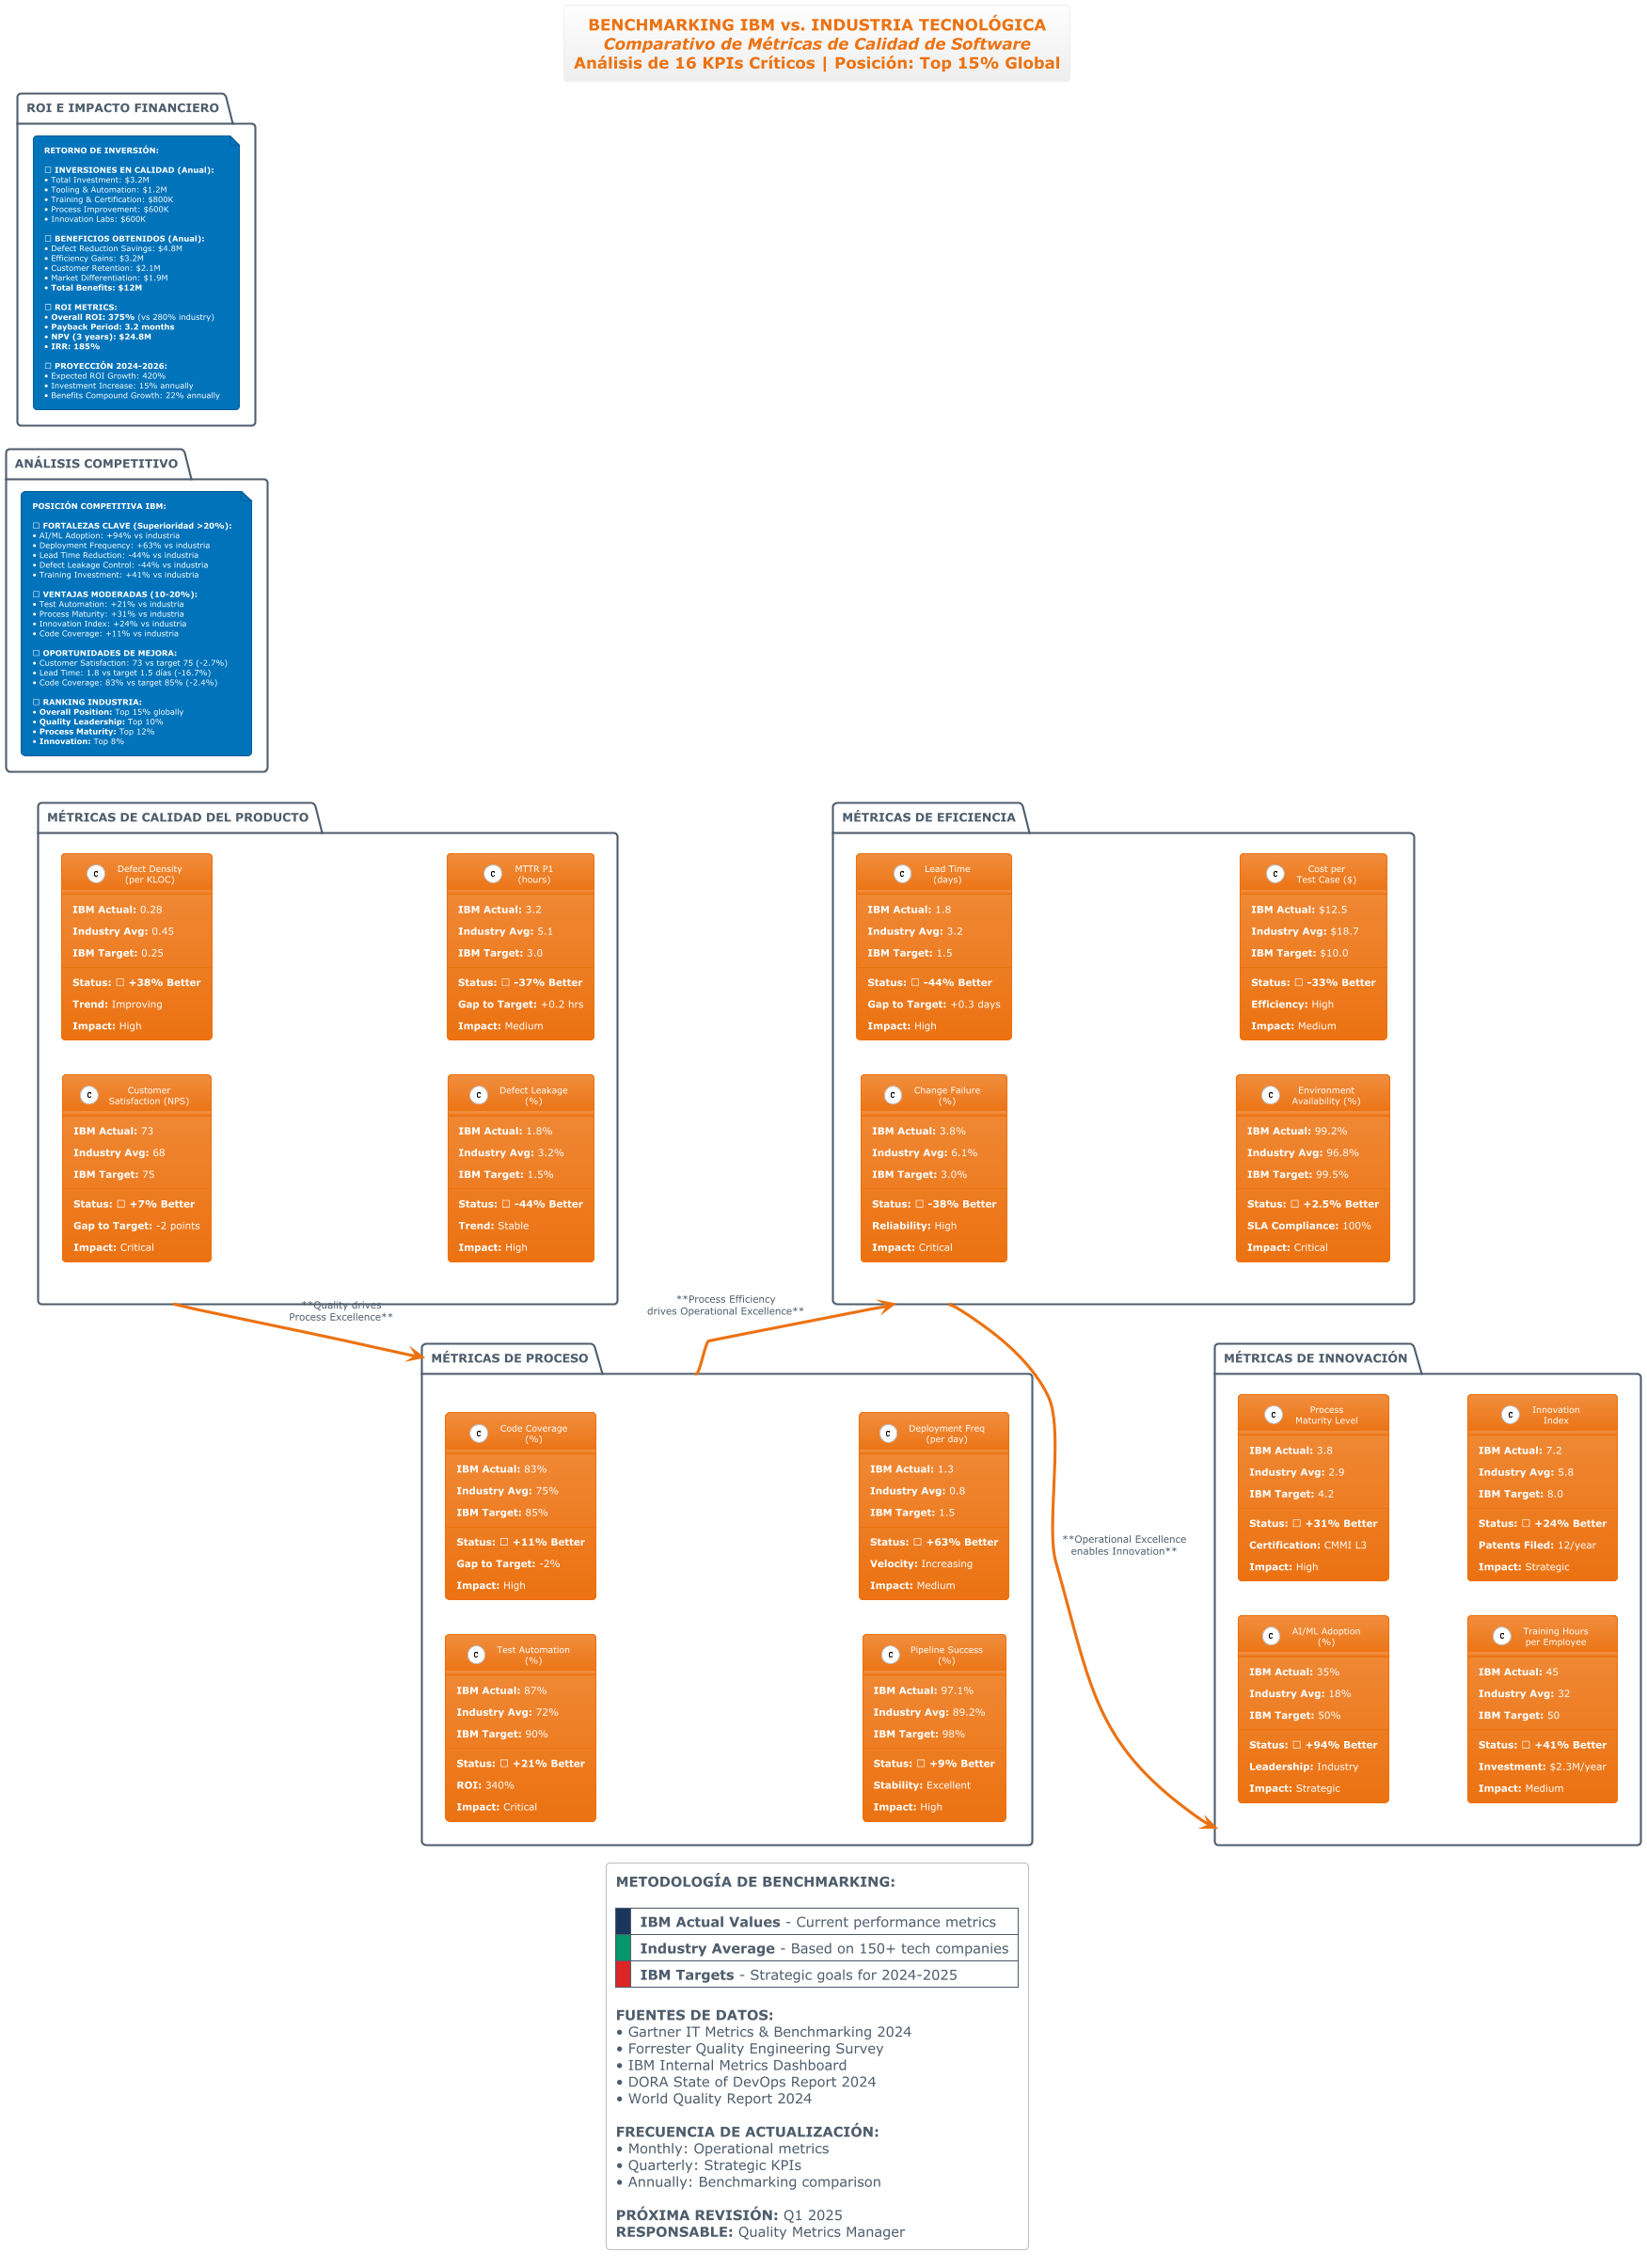 BENCHMARKING IBM vs. INDUSTRIA TECNOLÓGICA
Comparativo de Métricas de Calidad de Software
Análisis de 16 KPIs Críticos | Posición: Top 15% Global
ROI E IMPACTO FINANCIERO
RETORNO DE INVERSIÓN:
☐ INVERSIONES EN CALIDAD (Anual):
• Total Investment: $3.2M
• Tooling & Automation: $1.2M
• Training & Certification: $800K
• Process Improvement: $600K
• Innovation Labs: $600K
☐ BENEFICIOS OBTENIDOS (Anual):
• Defect Reduction Savings: $4.8M
• Efficiency Gains: $3.2M
• Customer Retention: $2.1M
• Market Differentiation: $1.9M
• Total Benefits: $12M
☐ ROI METRICS:
• Overall ROI: 375% (vs 280% industry)
• Payback Period: 3.2 months
• NPV (3 years): $24.8M
• IRR: 185%
☐ PROYECCIÓN 2024-2026:
• Expected ROI Growth: 420%
• Investment Increase: 15% annually
• Benefits Compound Growth: 22% annually
ANÁLISIS COMPETITIVO
POSICIÓN COMPETITIVA IBM:
☐ FORTALEZAS CLAVE (Superioridad >20%):
• AI/ML Adoption: +94% vs industria
• Deployment Frequency: +63% vs industria
• Lead Time Reduction: -44% vs industria
• Defect Leakage Control: -44% vs industria
• Training Investment: +41% vs industria
☐ VENTAJAS MODERADAS (10-20%):
• Test Automation: +21% vs industria
• Process Maturity: +31% vs industria
• Innovation Index: +24% vs industria
• Code Coverage: +11% vs industria
☐ OPORTUNIDADES DE MEJORA:
• Customer Satisfaction: 73 vs target 75 (-2.7%)
• Lead Time: 1.8 vs target 1.5 días (-16.7%)
• Code Coverage: 83% vs target 85% (-2.4%)
☐ RANKING INDUSTRIA:
• Overall Position: Top 15% globally
• Quality Leadership: Top 10%
• Process Maturity: Top 12%
• Innovation: Top 8%
MÉTRICAS DE CALIDAD DEL PRODUCTO
C
Defect Density
(per KLOC)
IBM Actual: 0.28
Industry Avg: 0.45
IBM Target: 0.25
Status: ☐ +38% Better
Trend: Improving
Impact: High
C
MTTR P1
(hours)
IBM Actual: 3.2
Industry Avg: 5.1
IBM Target: 3.0
Status: ☐ -37% Better
Gap to Target: +0.2 hrs
Impact: Medium
C
Customer
Satisfaction (NPS)
IBM Actual: 73
Industry Avg: 68
IBM Target: 75
Status: ☐ +7% Better
Gap to Target: -2 points
Impact: Critical
C
Defect Leakage
(%)
IBM Actual: 1.8%
Industry Avg: 3.2%
IBM Target: 1.5%
Status: ☐ -44% Better
Trend: Stable
Impact: High
MÉTRICAS DE EFICIENCIA
C
Lead Time
(days)
IBM Actual: 1.8
Industry Avg: 3.2
IBM Target: 1.5
Status: ☐ -44% Better
Gap to Target: +0.3 days
Impact: High
C
Cost per
Test Case ($)
IBM Actual: $12.5
Industry Avg: $18.7
IBM Target: $10.0
Status: ☐ -33% Better
Efficiency: High
Impact: Medium
C
Change Failure
(%)
IBM Actual: 3.8%
Industry Avg: 6.1%
IBM Target: 3.0%
Status: ☐ -38% Better
Reliability: High
Impact: Critical
C
Environment
Availability (%)
IBM Actual: 99.2%
Industry Avg: 96.8%
IBM Target: 99.5%
Status: ☐ +2.5% Better
SLA Compliance: 100%
Impact: Critical
**Quality drives
Process Excellence**
**Process Efficiency
drives Operational Excellence**
MÉTRICAS DE PROCESO
C
Code Coverage
(%)
IBM Actual: 83%
Industry Avg: 75%
IBM Target: 85%
Status: ☐ +11% Better
Gap to Target: -2%
Impact: High
C
Deployment Freq
(per day)
IBM Actual: 1.3
Industry Avg: 0.8
IBM Target: 1.5
Status: ☐ +63% Better
Velocity: Increasing
Impact: Medium
C
Test Automation
(%)
IBM Actual: 87%
Industry Avg: 72%
IBM Target: 90%
Status: ☐ +21% Better
ROI: 340%
Impact: Critical
C
Pipeline Success
(%)
IBM Actual: 97.1%
Industry Avg: 89.2%
IBM Target: 98%
Status: ☐ +9% Better
Stability: Excellent
Impact: High
**Operational Excellence
enables Innovation**
MÉTRICAS DE INNOVACIÓN
C
Process
Maturity Level
IBM Actual: 3.8
Industry Avg: 2.9
IBM Target: 4.2
Status: ☐ +31% Better
Certification: CMMI L3
Impact: High
C
Innovation
Index
IBM Actual: 7.2
Industry Avg: 5.8
IBM Target: 8.0
Status: ☐ +24% Better
Patents Filed: 12/year
Impact: Strategic
C
AI/ML Adoption
(%)
IBM Actual: 35%
Industry Avg: 18%
IBM Target: 50%
Status: ☐ +94% Better
Leadership: Industry
Impact: Strategic
C
Training Hours
per Employee
IBM Actual: 45
Industry Avg: 32
IBM Target: 50
Status: ☐ +41% Better
Investment: $2.3M/year
Impact: Medium
METODOLOGÍA DE BENCHMARKING:
IBM Actual Values - Current performance metrics
Industry Average - Based on 150+ tech companies
IBM Targets - Strategic goals for 2024-2025
FUENTES DE DATOS:
• Gartner IT Metrics & Benchmarking 2024
• Forrester Quality Engineering Survey
• IBM Internal Metrics Dashboard
• DORA State of DevOps Report 2024
• World Quality Report 2024
FRECUENCIA DE ACTUALIZACIÓN:
• Monthly: Operational metrics
• Quarterly: Strategic KPIs
• Annually: Benchmarking comparison
PRÓXIMA REVISIÓN: Q1 2025
RESPONSABLE: Quality Metrics Manager